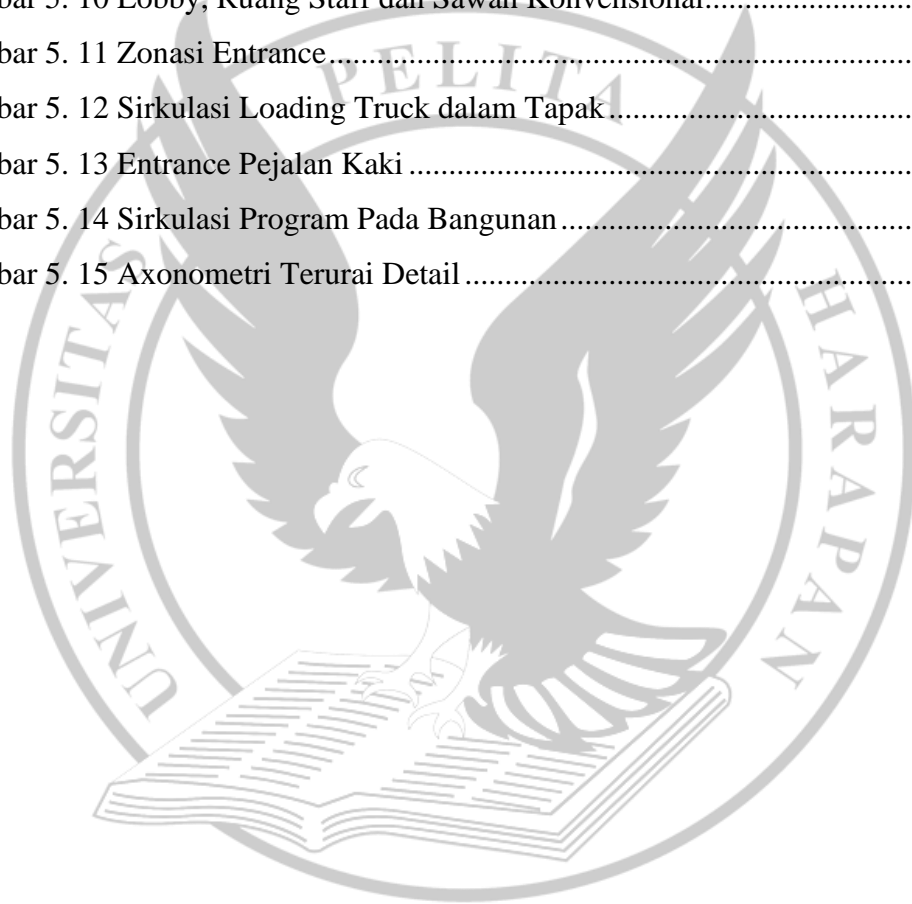 bar 5. 10 Lobby, Ruang Staff dan Sawah Konvensional........................
bar 5. 11 Zonasi Entrance........................................................................
bar 5. 12 Sirkulasi Loading Truck dalam Tapak.....................................
bar 5. 13 Entrance Pejalan Kaki..............................................................
bar 5. 14 Sirkulasi Program Pada Bangunan...........................................
bar 5. 15 Axonometri Terurai Detail.......................................................
UNIVERSITAS PELITA HARAPAN